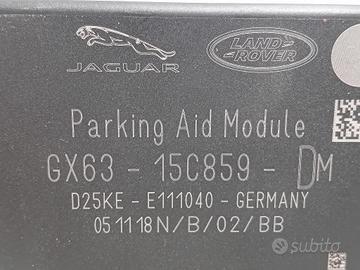 JAGUAR
LAND
ROVER
Parking Aid Module
GX63 - 15C859 - DM
D25KE - E111040 - GERMANY
051118N/B/02/BB
subito